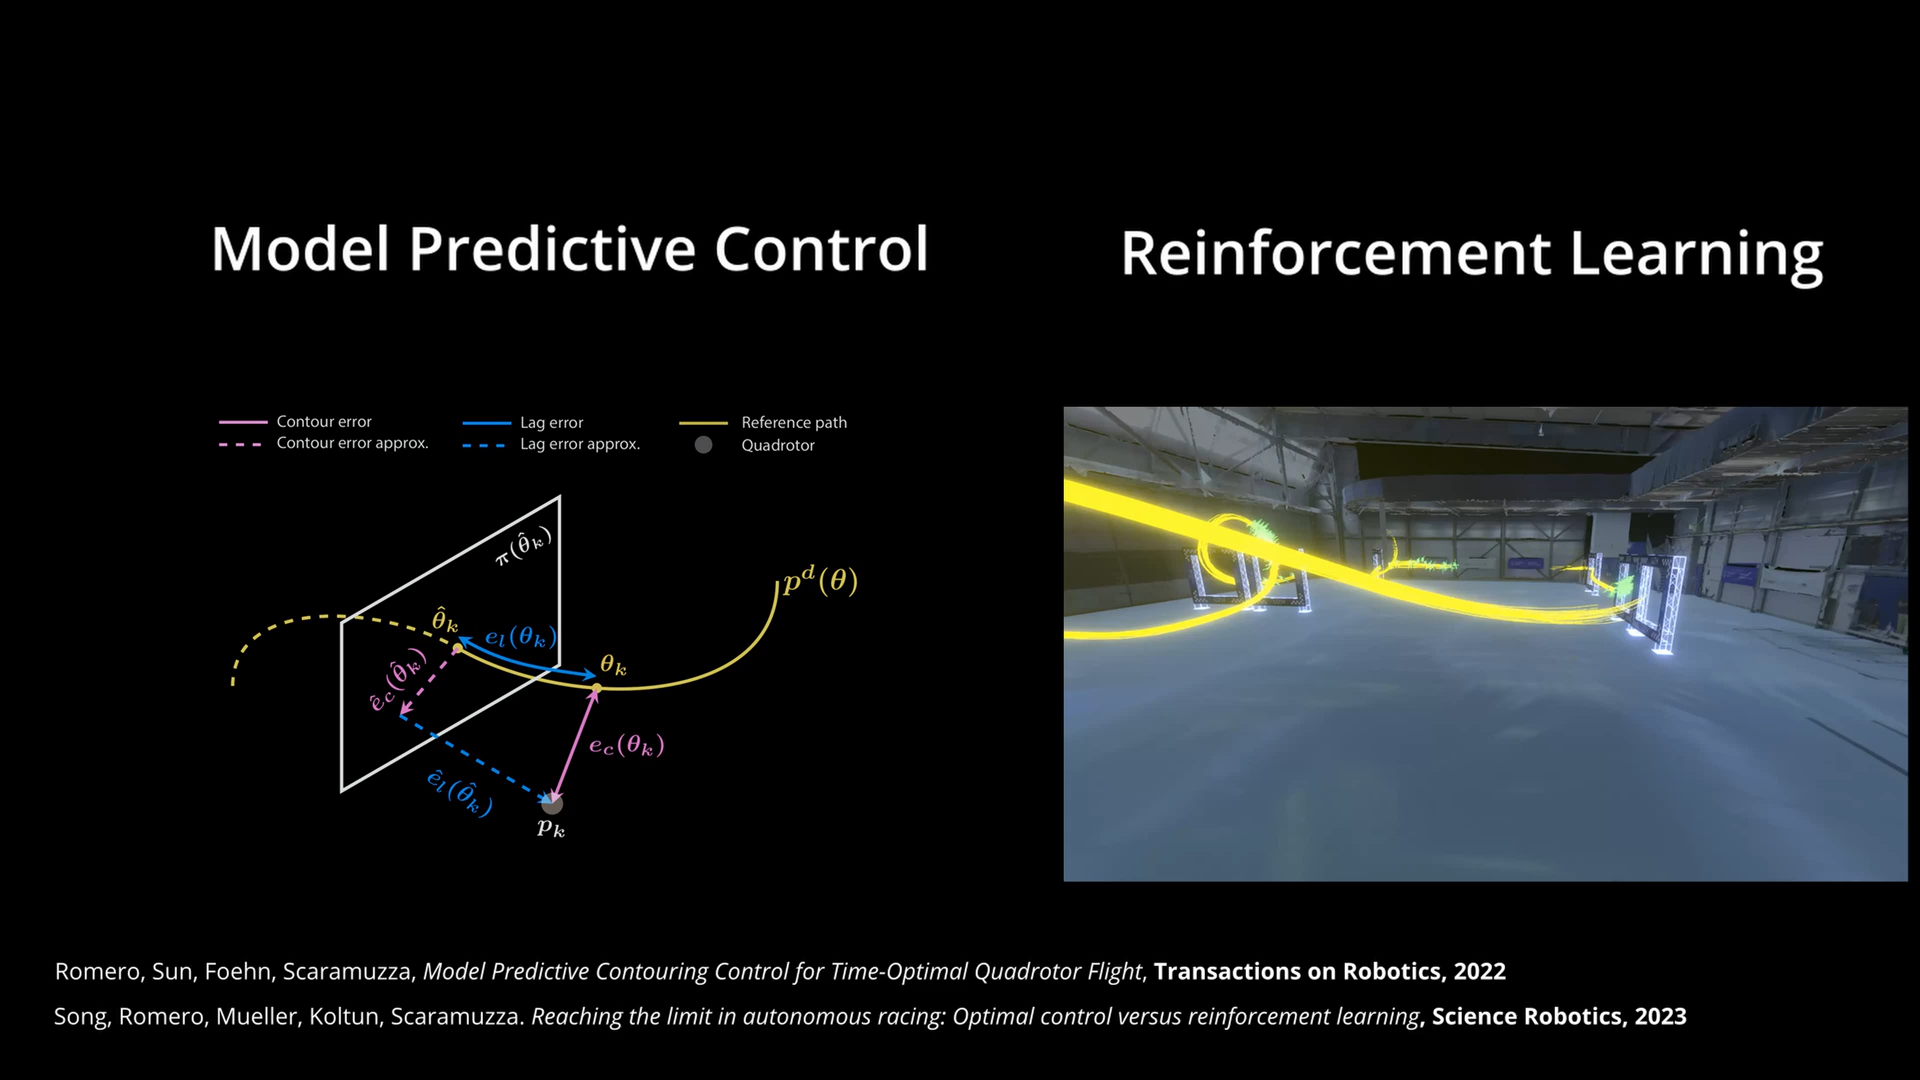 Model Predictive Control
Reinforcement Learning
Contour error
Lag error
Reference path
Contour error approx.
Lag error approx.
Quadrotor
π(θ̂ₖ)
pᵈ(θ)
θ̂ₖ
eₗ(θₖ)
θₖ
ê꜀(θ̂ₖ)
e꜀(θₖ)
êₗ(θ̂ₖ)
pₖ
Romero, Sun, Foehn, Scaramuzza, Model Predictive Contouring Control for Time-Optimal Quadrotor Flight, Transactions on Robotics, 2022
Song, Romero, Mueller, Koltun, Scaramuzza. Reaching the limit in autonomous racing: Optimal control versus reinforcement learning, Science Robotics, 2023